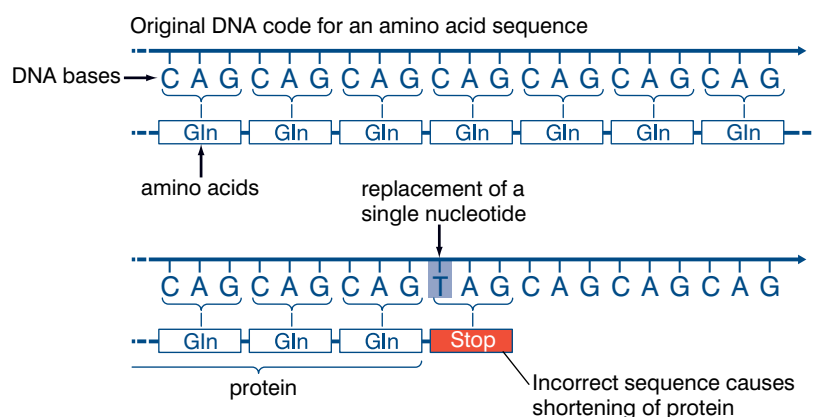 Original DNA code for an amino acid sequence
DNA bases
C A G C A G C A G C A G C A G C A G C A G
Gln Gln Gln Gln Gln Gln Gln
amino acids
replacement of a
single nucleotide
C A G C A G C A G T A G C A G C A G C A G
Gln Gln Gln Stop
protein
Incorrect sequence causes
shortening of protein